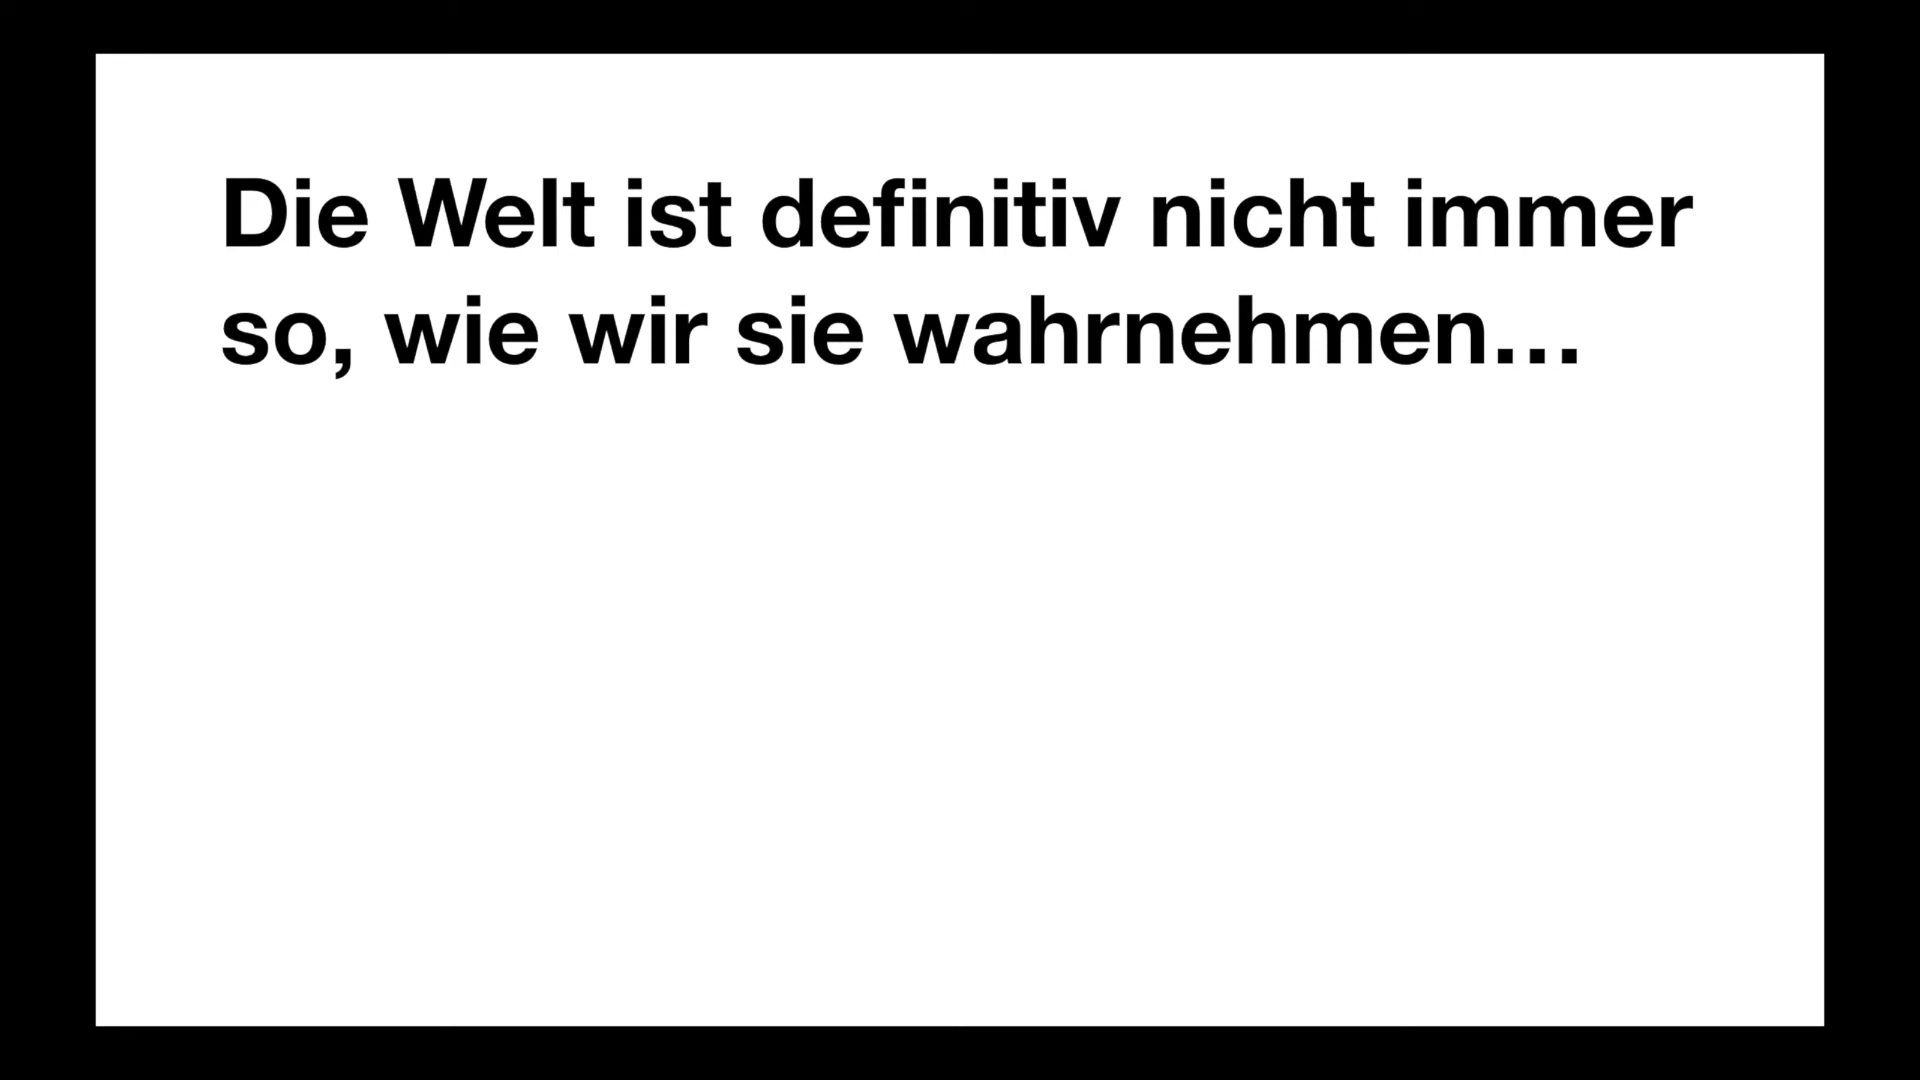 Die Welt ist definitiv nicht immer
so, wie wir sie wahrnehmen…